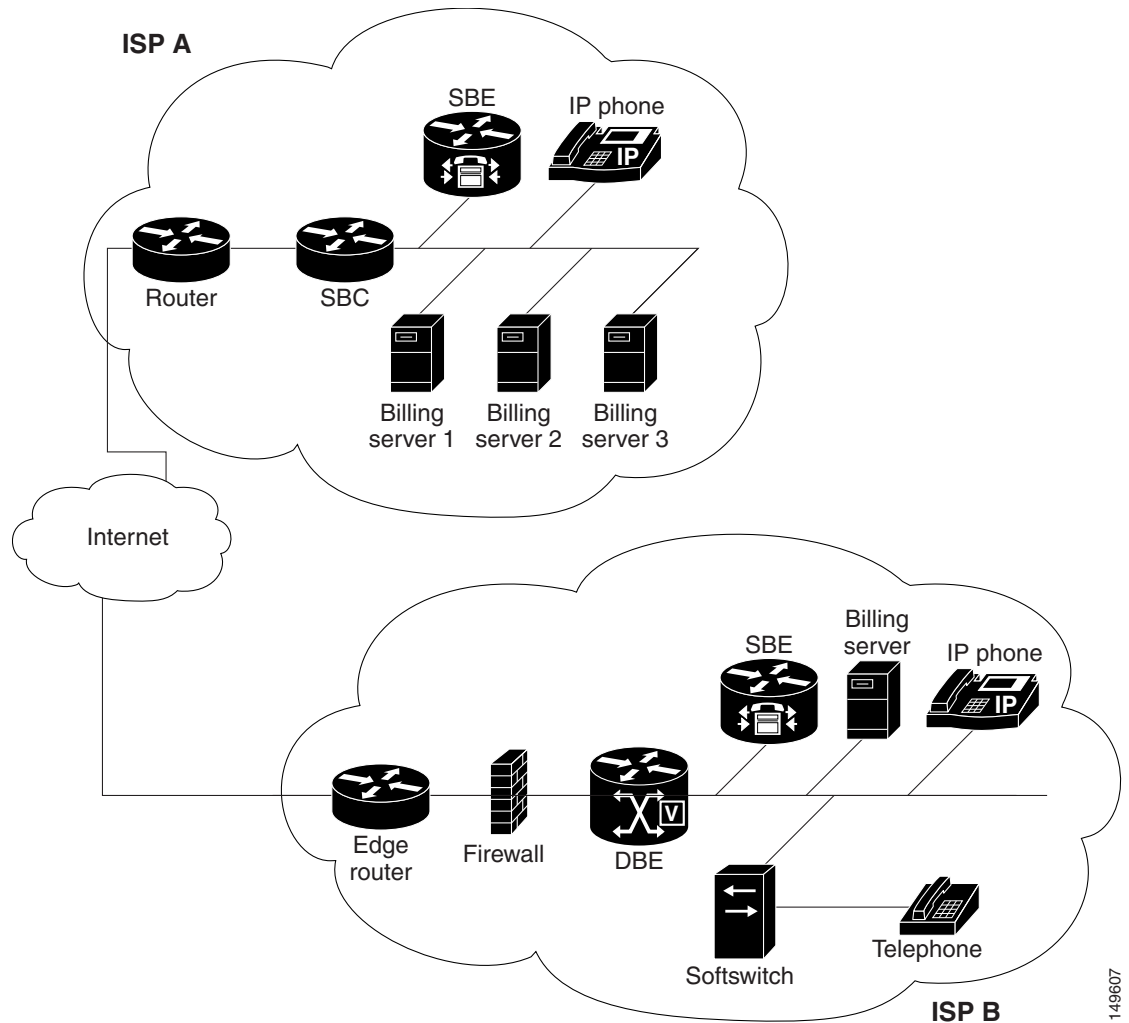 ISP A
SBE
IP phone
IP
Router
SBC
Billing
server 1
Billing
server 2
Billing
server 3
Internet
Billing
server
SBE
IP phone
IP
V
Edge
router
Firewall
DBE
Softswitch
Telephone
ISP B
149607